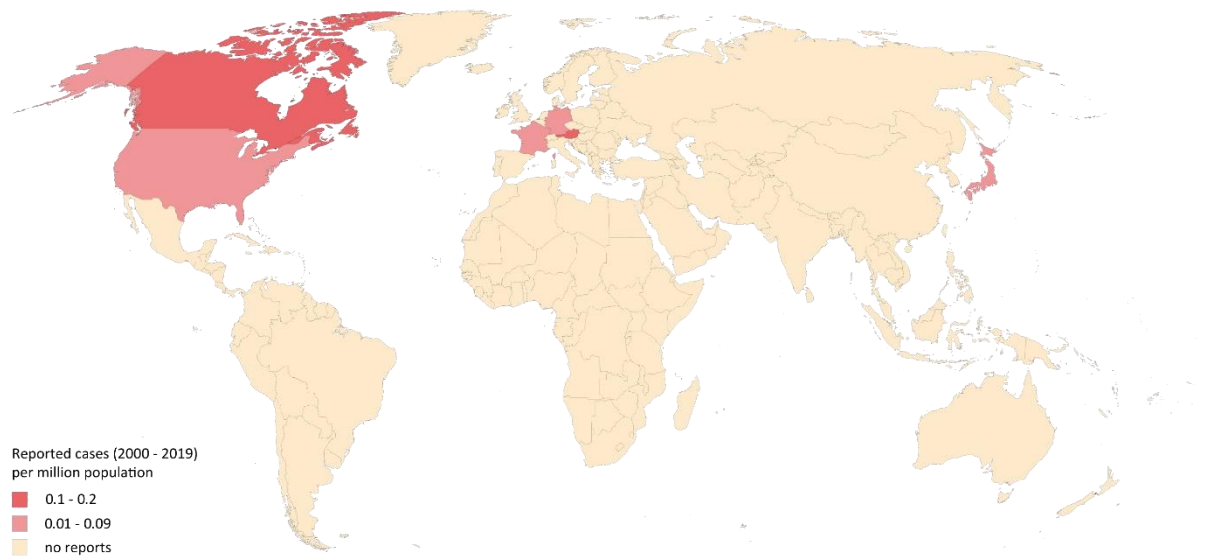 Reported cases (2000 - 2019)
per million population
0.1 - 0.2
0.01 - 0.09
no reports